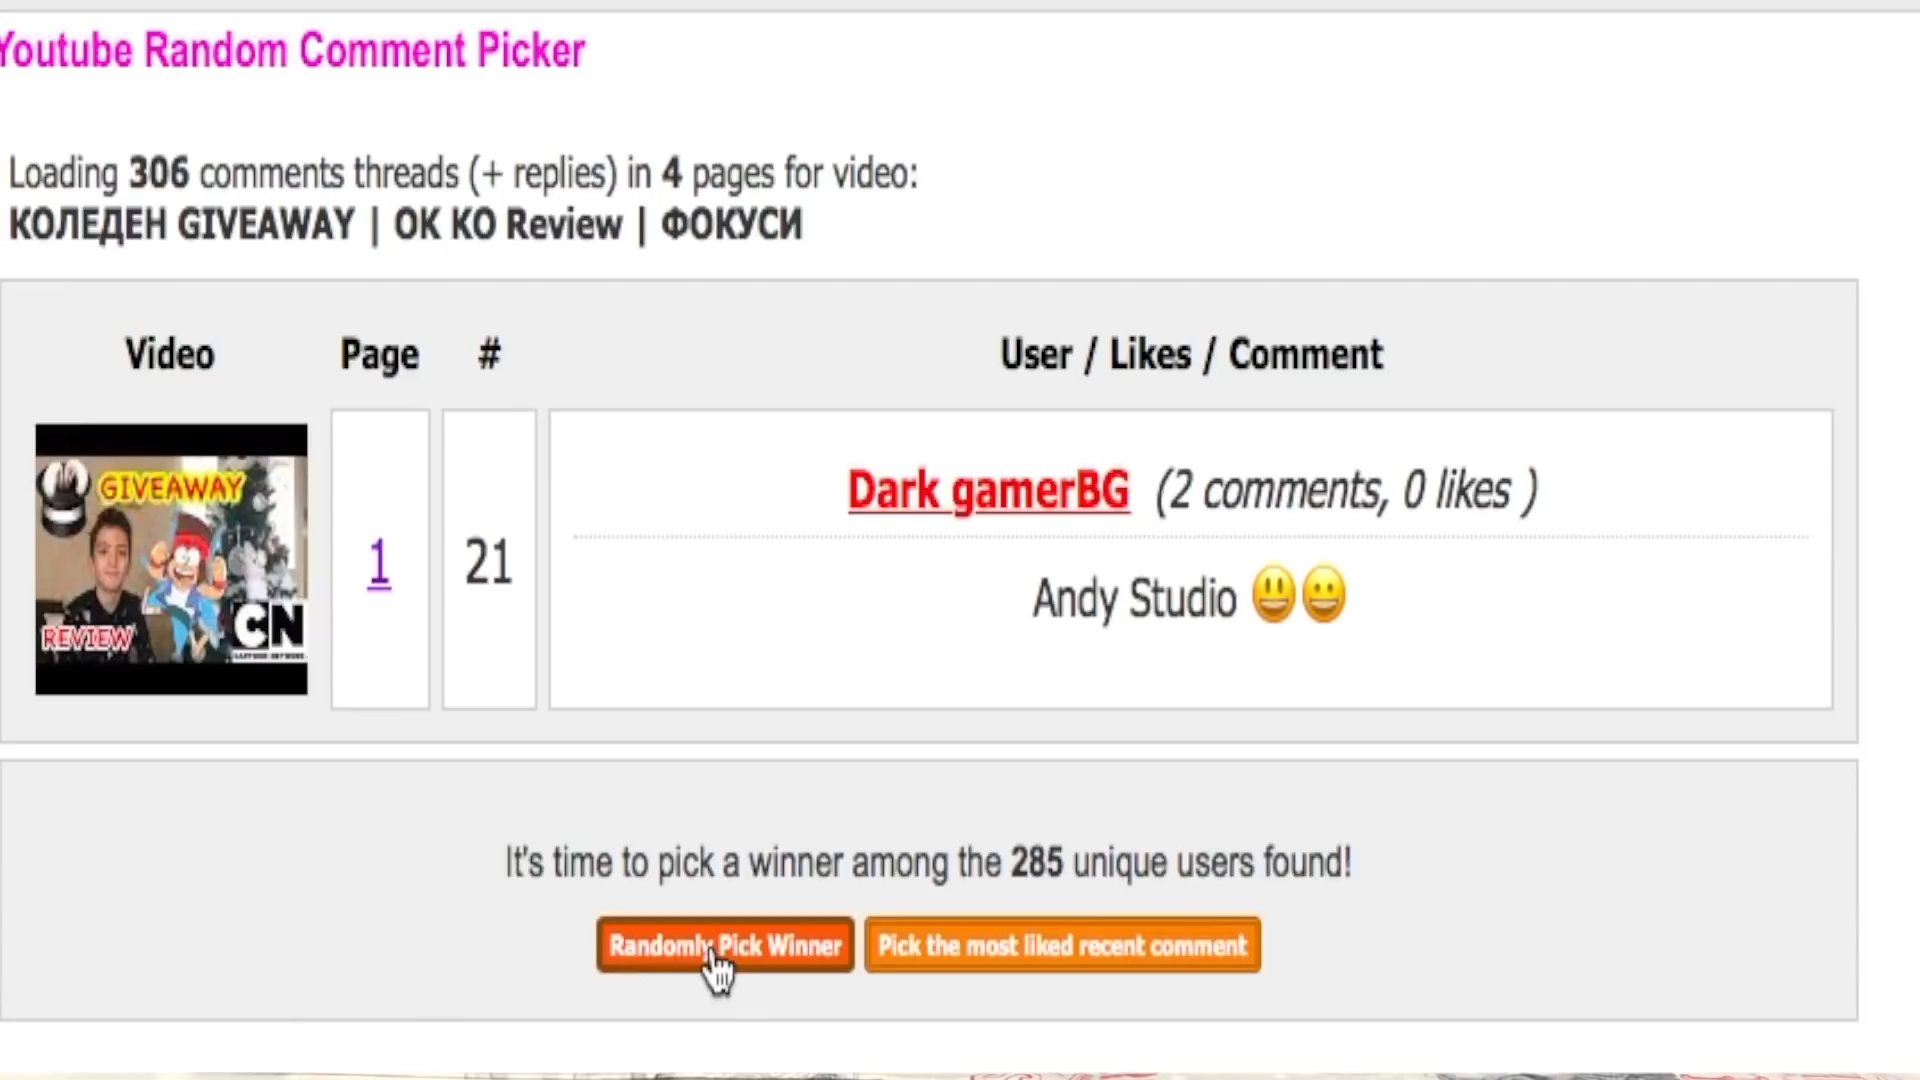 Youtube Random Comment Picker
Loading 306 comments threads (+ replies) in 4 pages for video:
КОЛЕДЕН GIVEAWAY | OK KO Review | ФОКУСИ
Video Page # User / Likes / Comment
GIVEAWAY
REVIEW
CN
CARTOON NETWORK
1
21
Dark gamerBG (2 comments, 0 likes )
Andy Studio 😃😀
It's time to pick a winner among the 285 unique users found!
Randomly Pick Winner
Pick the most liked recent comment